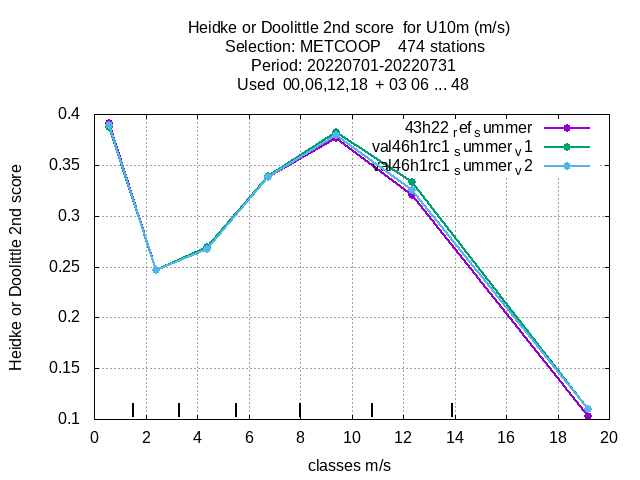 Heidke or Doolittle 2nd score  for U10m (m/s)
Selection: METCOOP    474 stations
Period: 20220701-20220731
Used  00,06,12,18  + 03 06 ... 48
Heidke or Doolittle 2nd score
0.4
0.35
0.3
0.25
0.2
0.15
0.1
43h22 ref summer
val46h1rc1 summer v1
val46h1rc1 summer v2
0 2 4 6 8 10 12 14 16 18 20
classes m/s